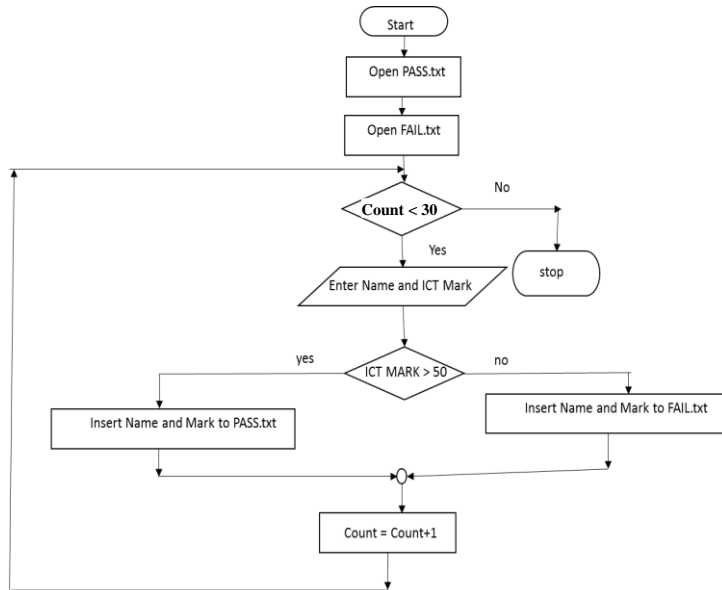 Start
Open PASS.txt
Open FAIL.txt
No
Count < 30
Yes
stop
Enter Name and ICT Mark
yes
ICT MARK > 50
no
Insert Name and Mark to PASS.txt
Insert Name and Mark to FAIL.txt
Count = Count+1